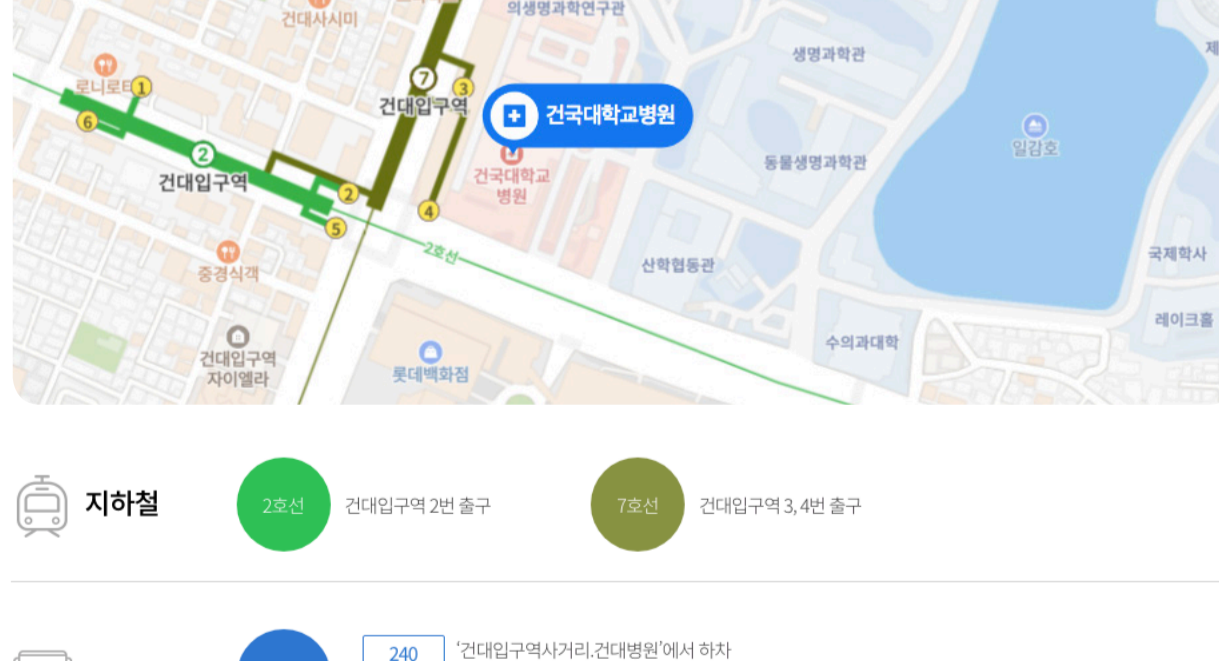 의생명과학연구관
건대사시미
생명과학관
7
로니로티
1
3
건대입구역
건국대학교병원
6
일감호
2
동물생명과학관
건대입구역
건국대학교
병원
2
4
5
2호선
국제학사
중경식객
산학협동관
레이크홀
수의과대학
건대입구역
자이엘라
롯데백화점
지하철
2호선
건대입구역 2번 출구
7호선
건대입구역 3, 4번 출구
240
‘건대입구역사거리.건대병원’에서 하차